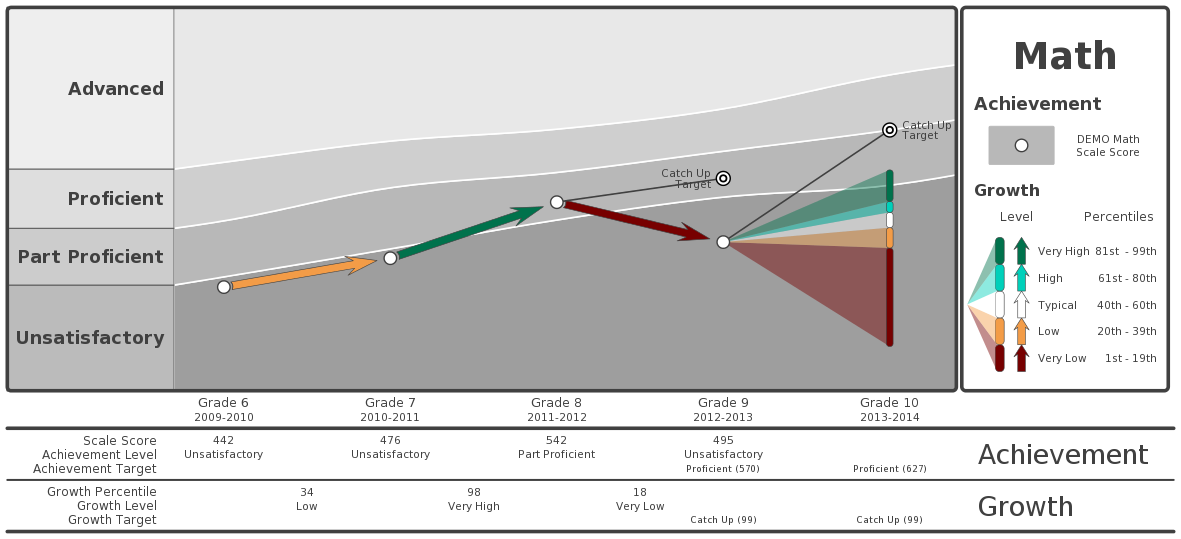 Advanced
Proficient
Part Proficient
Unsatisfactory
Catch Up
Target
Catch Up
Target
Math
Achievement
DEMO Math
Scale Score
Growth
Level Percentiles
Very High 81st - 99th
High 61st - 80th
Typical 40th - 60th
Low 20th - 39th
Very Low 1st - 19th
Grade 6 Grade 7 Grade 8 Grade 9 Grade 10
2009-2010 2010-2011 2011-2012 2012-2013 2013-2014
Scale Score 442 476 542 495
Achievement Level Unsatisfactory Unsatisfactory Part Proficient Unsatisfactory
Achievement Target Proficient (570) Proficient (627)
Achievement
Growth Percentile 34 98 18
Growth Level Low Very High Very Low
Growth Target Catch Up (99) Catch Up (99)
Growth